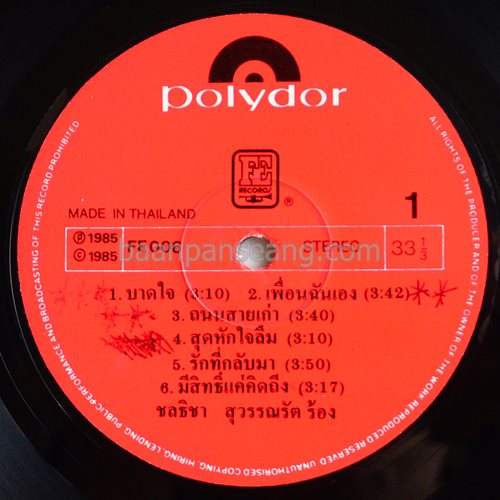 polydor
FE
RECORDS
®
MADE IN THAILAND
1
℗ 1985
© 1985
FE 006
STEREO
33 1/3
baanpanseang.com
1. บาดใจ (3:10) 2. เพื่อนฉันเอง (3:42)
3. ถนนสายเก่า (3:40)
4. สุดหักใจลืม (3:10)
5. รักที่กลับมา (3:50)
6. มีสิทธิ์แค่คิดถึง (3:17)
ชลธิชา สุวรรณรัต ร้อง
ALL RIGHTS OF THE PRODUCER AND OF THE OWNER OF THE WORK REPRODUCED RESERVED UNAUTHORISED COPYING, HIRING, LENDING, PUBLIC PERFORMANCE AND BROADCASTING OF THIS RECORD PROHIBITED